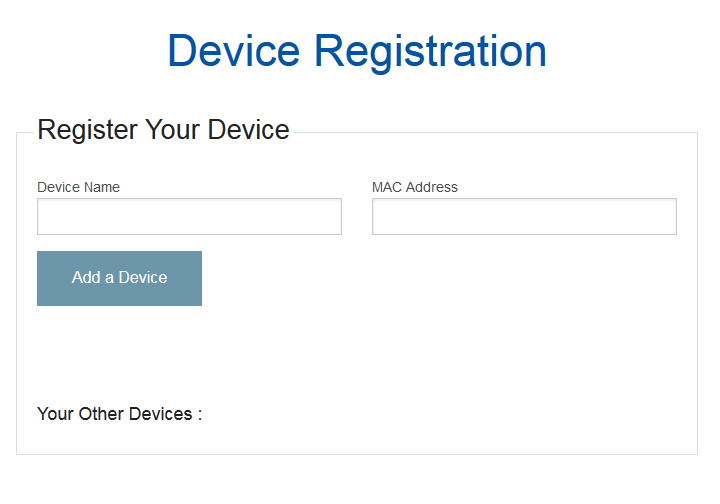 Device Registration
Register Your Device
Device Name
MAC Address
Add a Device
Your Other Devices :